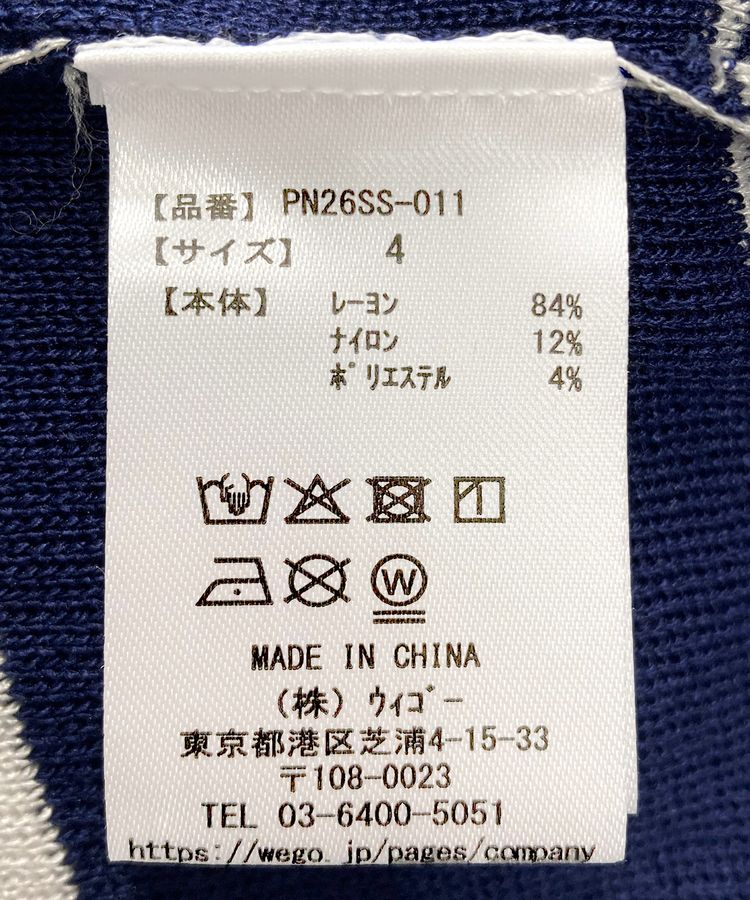 【品番】 PN26SS-011
【サイズ】 4
【本体】 ﾚｰﾖﾝ 84%
ﾅｲﾛﾝ 12%
ﾎﾟﾘｴｽﾃﾙ 4%
W
MADE IN CHINA
(株) ｳｨｺﾞｰ
東京都港区芝浦4-15-33
〒108-0023
TEL 03-6400-5051
https://wego.jp/pages/company